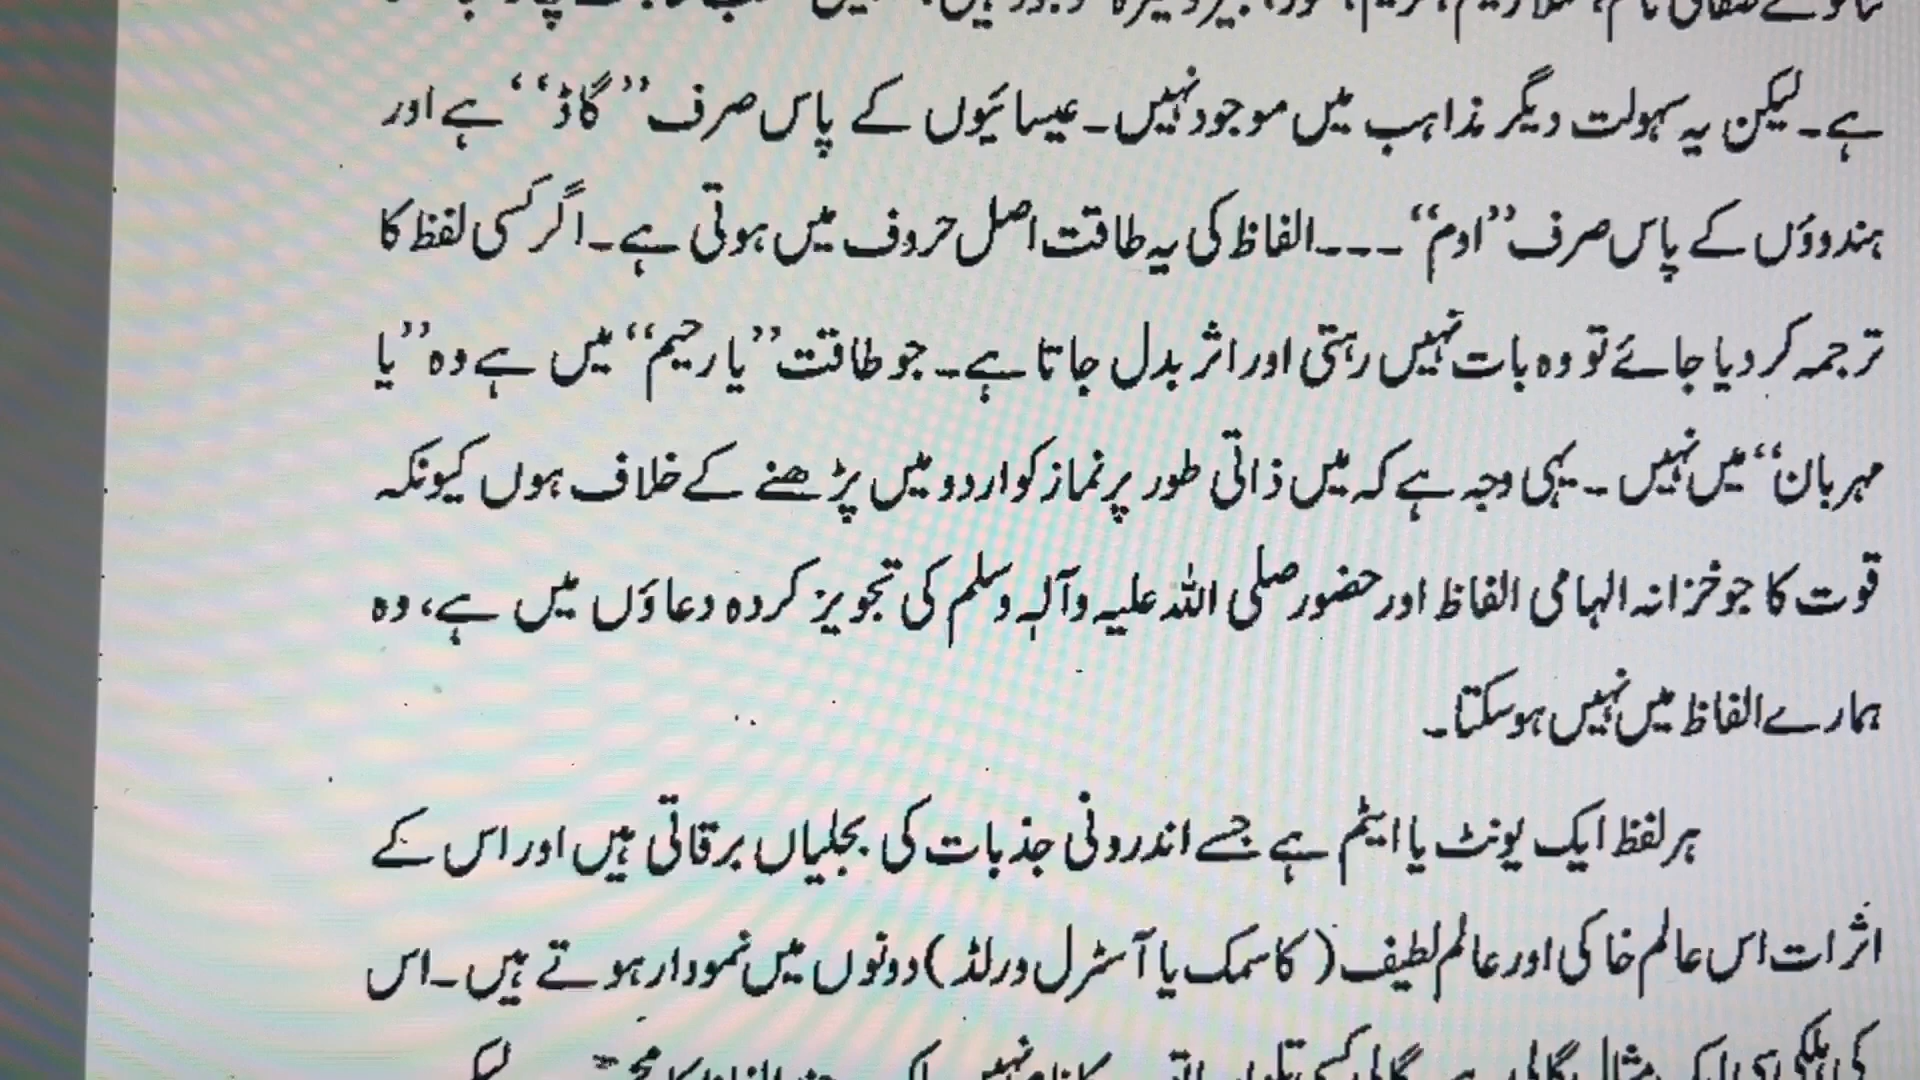 ہے۔ لیکن یہ سہولت دیگر مذاہب میں موجود نہیں۔ عیسائیوں کے پاس صرف ”گاڈ“ ہے اور
ہندوؤں کے پاس صرف ”اوم“۔۔۔ الفاظ کی یہ طاقت اصل حروف میں ہوتی ہے۔ اگر کسی لفظ کا
ترجمہ کر دیا جائے تو وہ بات نہیں رہتی اور اثر بدل جاتا ہے۔ جو طاقت ”یا رحیم“ میں ہے وہ ”یا
مہربان“ میں نہیں۔ یہی وجہ ہے کہ میں ذاتی طور پر نماز کو اردو میں پڑھنے کے خلاف ہوں کیونکہ
قوت کا جو خزانہ الہامی الفاظ اور حضور صلی اللہ علیہ وآلہ وسلم کی تجویز کردہ دعاؤں میں ہے، وہ
ہمارے الفاظ میں نہیں ہو سکتا۔
ہر لفظ ایک یونٹ یا ایٹم ہے جسے اندرونی جذبات کی بجلیاں برقاتی ہیں اور اس کے
اثرات اس عالم خاکی اور عالم لطیف (کاسمک یا آسٹرل ورلڈ) دونوں میں نمودار ہوتے ہیں۔ اس